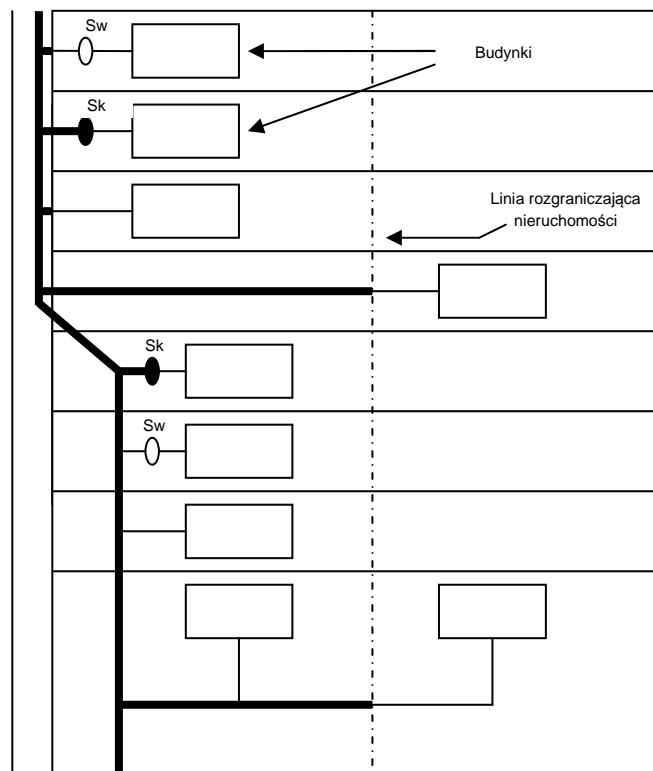 Sw
Budynki
Sk
Linia rozgraniczająca
nieruchomości
Sk
Sw